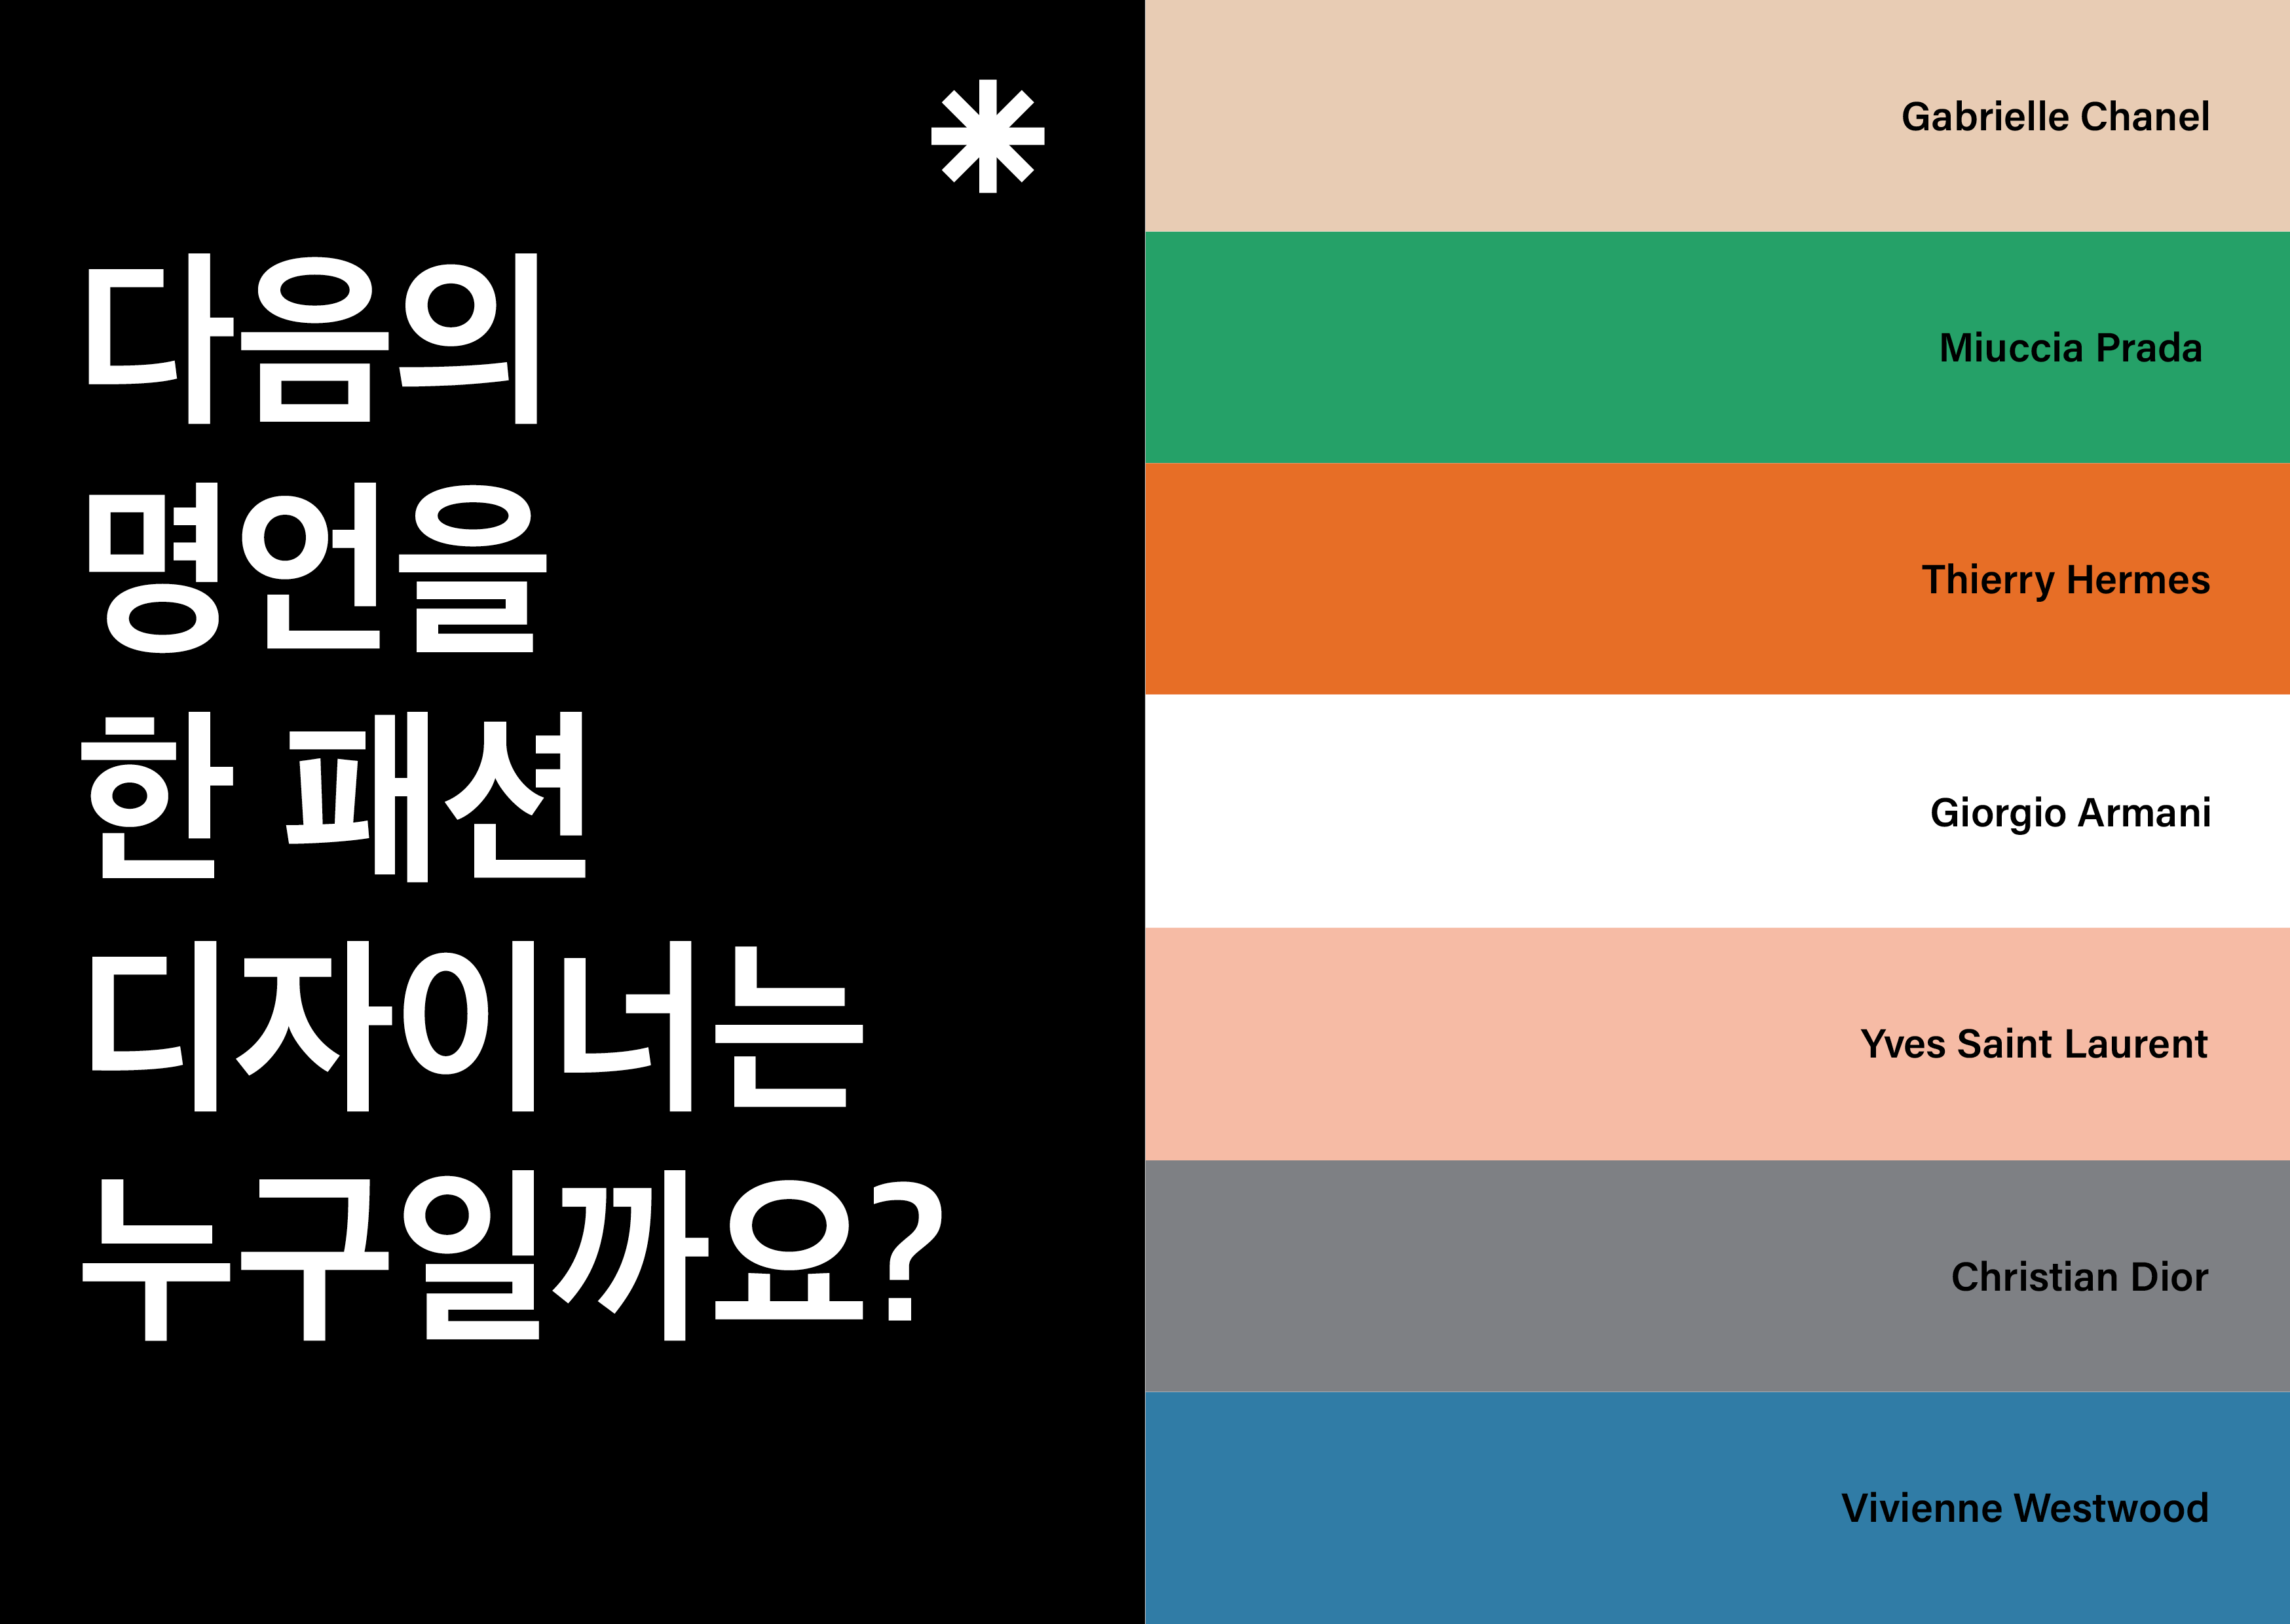 다음의
명언을
한 패션
디자이너는
누구일까요?
Gabrielle Chanel
Miuccia Prada
Thierry Hermes
Giorgio Armani
Yves Saint Laurent
Christian Dior
Vivienne Westwood